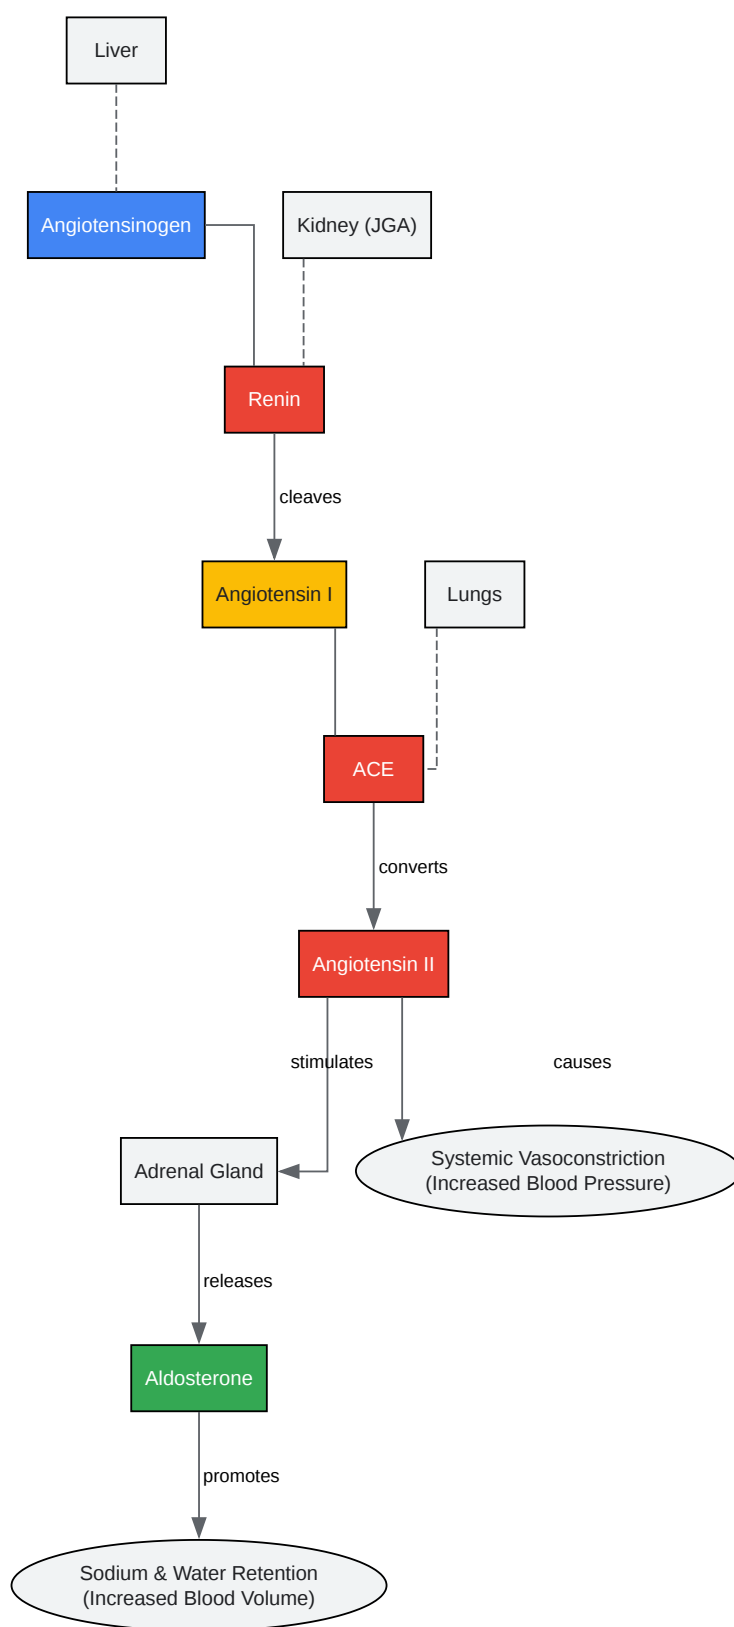 Liver
Angiotensinogen
Kidney (JGA)
Renin
cleaves
Angiotensin I
Lungs
ACE
converts
Angiotensin II
stimulates
causes
Adrenal Gland
Systemic Vasoconstriction
(Increased Blood Pressure)
releases
Aldosterone
promotes
Sodium & Water Retention
(Increased Blood Volume)